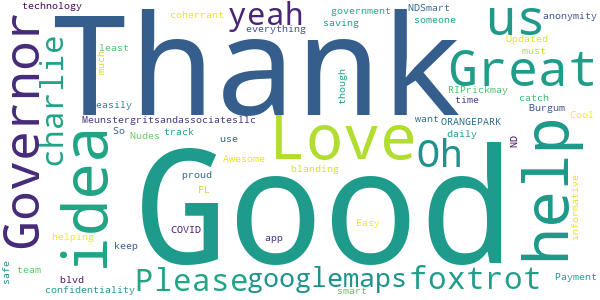 technology
coherrant
yeah
government
NDSmart
us
anonymity
saving
someone
everything
Thank
Governor
charlie
least
much
Updated
must
Great
though
RIPrickmay
easily
time
catch
Burgum
Cool
Meunstergritsandassociatesllc
So
Nudes
track
use
Love
Oh
want
ORANGEPARK
daily
ND
help
idea
Good
Awesome
blanding
proud
FL
informative
COVID
Easy
helping
keep
app
safe
team
blvd
confidentiality
Please
googlemaps
smart
foxtrot
Payment